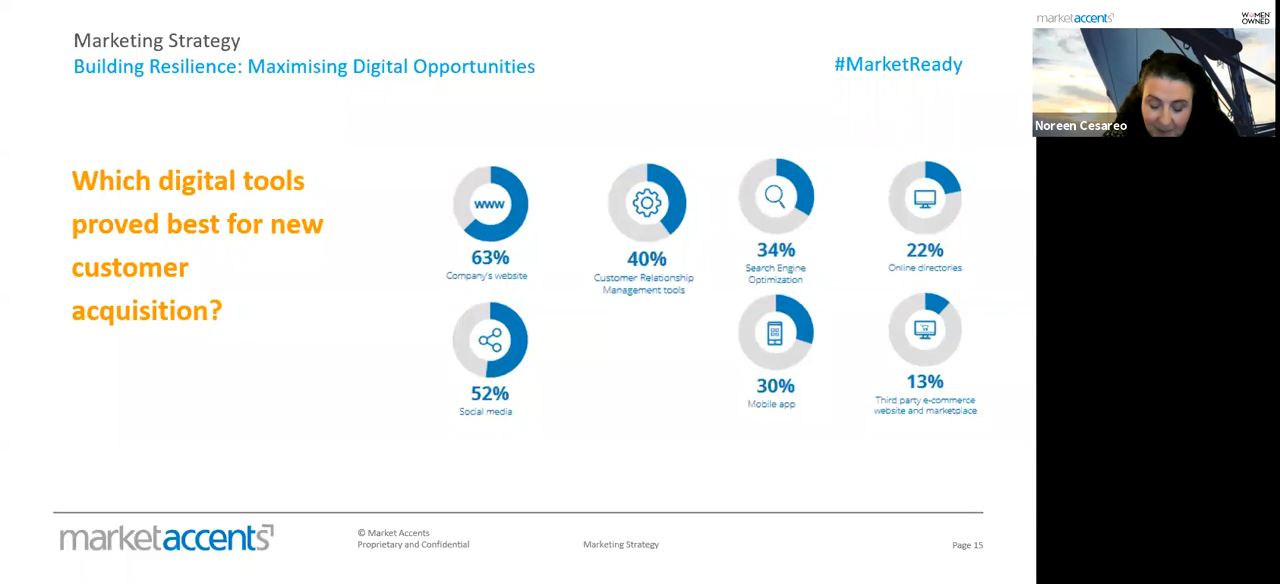 Marketing Strategy
Building Resilience: Maximising Digital Opportunities
#MarketReady
marketaccents
WOMEN
OWNED
Noreen Cesareo
Which digital tools
proved best for new
customer
acquisition?
www
63%
Company's website
40%
Customer Relationship
Management tools
34%
Search Engine
Optimization
22%
Online directories
52%
Social media
30%
Mobile app
13%
Third party e-commerce
website and marketplace
marketaccents
© Market Accents
Proprietary and Confidential
Marketing Strategy
Page 15